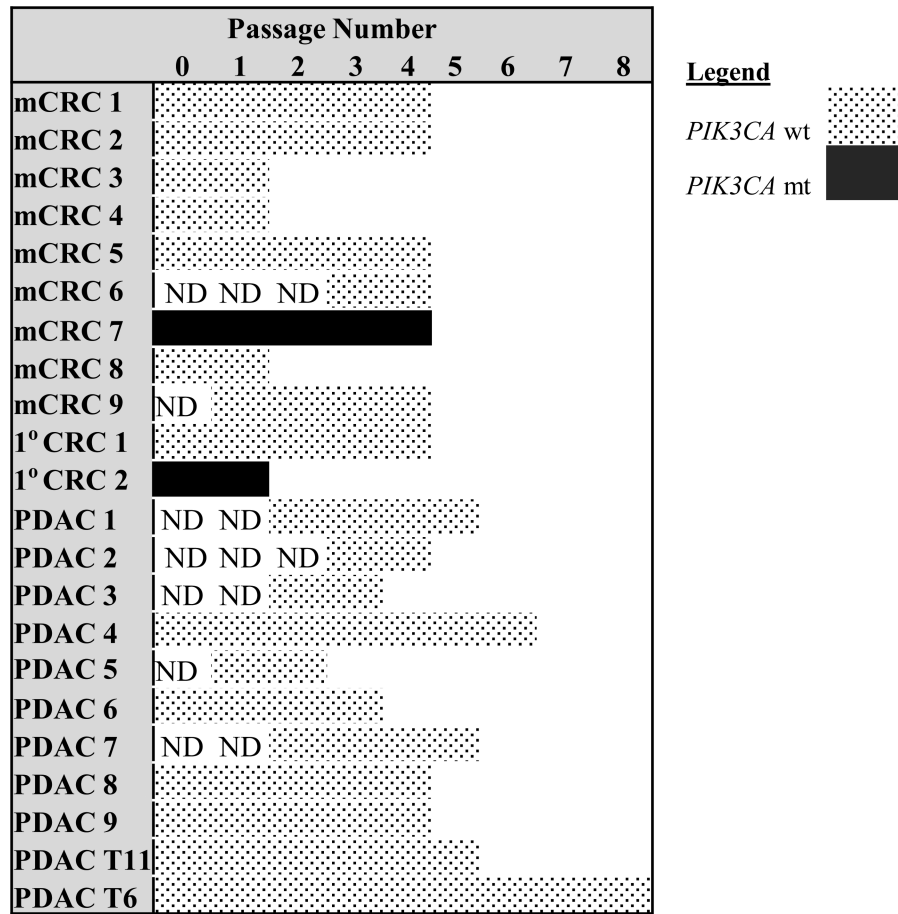 Passage Number
0 1 2 3 4 5 6 7 8
mCRC 1
mCRC 2
mCRC 3
mCRC 4
mCRC 5
mCRC 6 ND ND ND
mCRC 7
mCRC 8
mCRC 9 ND
1º CRC 1
1º CRC 2
PDAC 1 ND ND
PDAC 2 ND ND ND
PDAC 3 ND ND
PDAC 4
PDAC 5 ND
PDAC 6
PDAC 7 ND ND
PDAC 8
PDAC 9
PDAC T11
PDAC T6
Legend
PIK3CA wt
PIK3CA mt